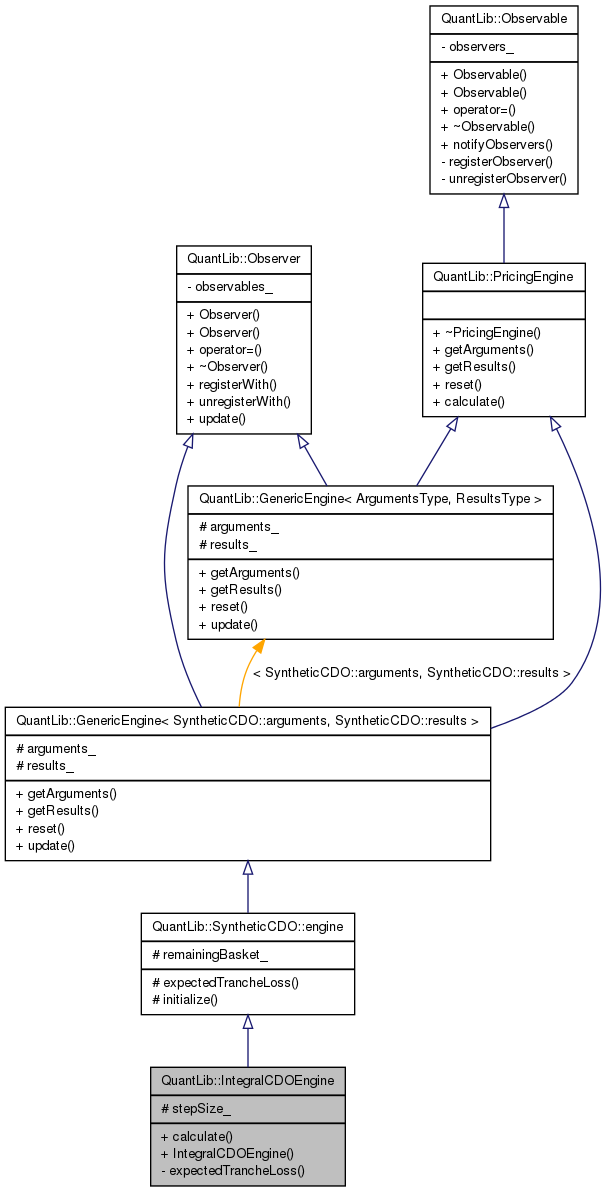 QuantLib::Observable
- observers_
+ Observable()
+ Observable()
+ operator=()
+ ~Observable()
+ notifyObservers()
- registerObserver()
- unregisterObserver()
QuantLib::Observer
- observables_
+ Observer()
+ Observer()
+ operator=()
+ ~Observer()
+ registerWith()
+ unregisterWith()
+ update()
QuantLib::PricingEngine
+ ~PricingEngine()
+ getArguments()
+ getResults()
+ reset()
+ calculate()
QuantLib::GenericEngine< ArgumentsType, ResultsType >
# arguments_
# results_
+ getArguments()
+ getResults()
+ reset()
+ update()
< SyntheticCDO::arguments, SyntheticCDO::results >
QuantLib::GenericEngine< SyntheticCDO::arguments, SyntheticCDO::results >
# arguments_
# results_
+ getArguments()
+ getResults()
+ reset()
+ update()
QuantLib::SyntheticCDO::engine
# remainingBasket_
# expectedTrancheLoss()
# initialize()
QuantLib::IntegralCDOEngine
# stepSize_
+ calculate()
+ IntegralCDOEngine()
- expectedTrancheLoss()